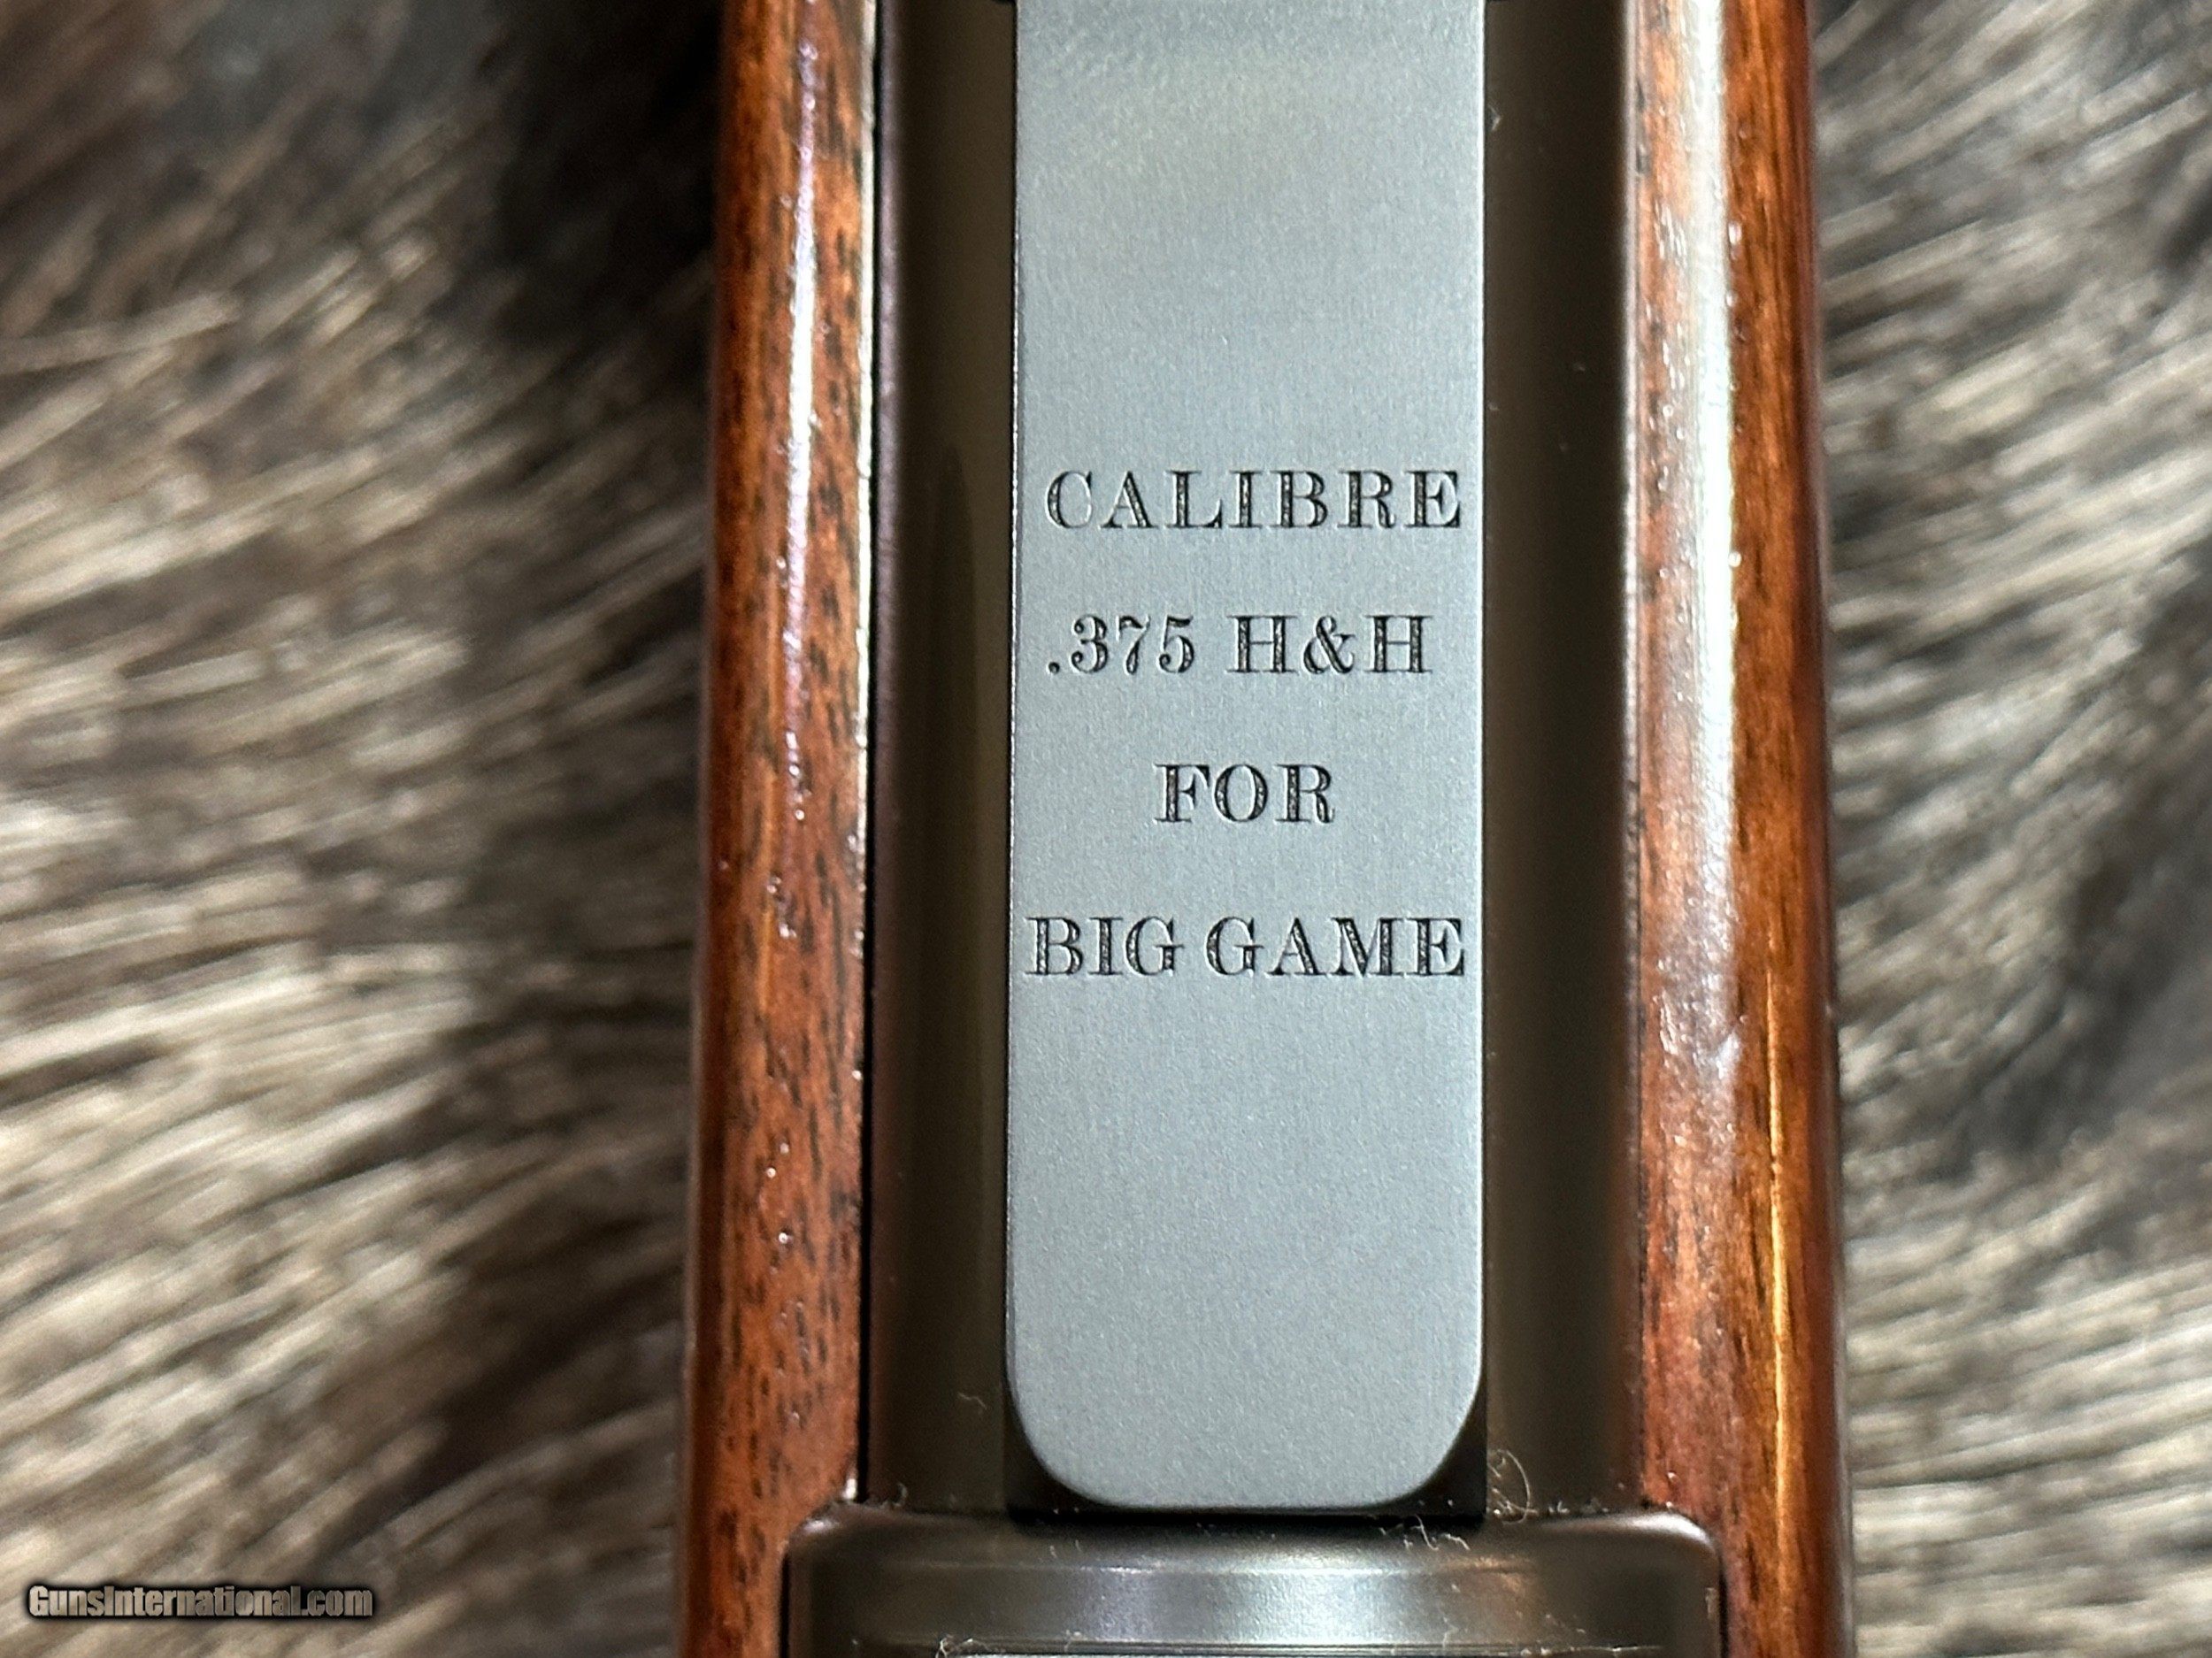 CALIBRE
.375 H&H
FOR
BIG GAME
GunsInternational.com